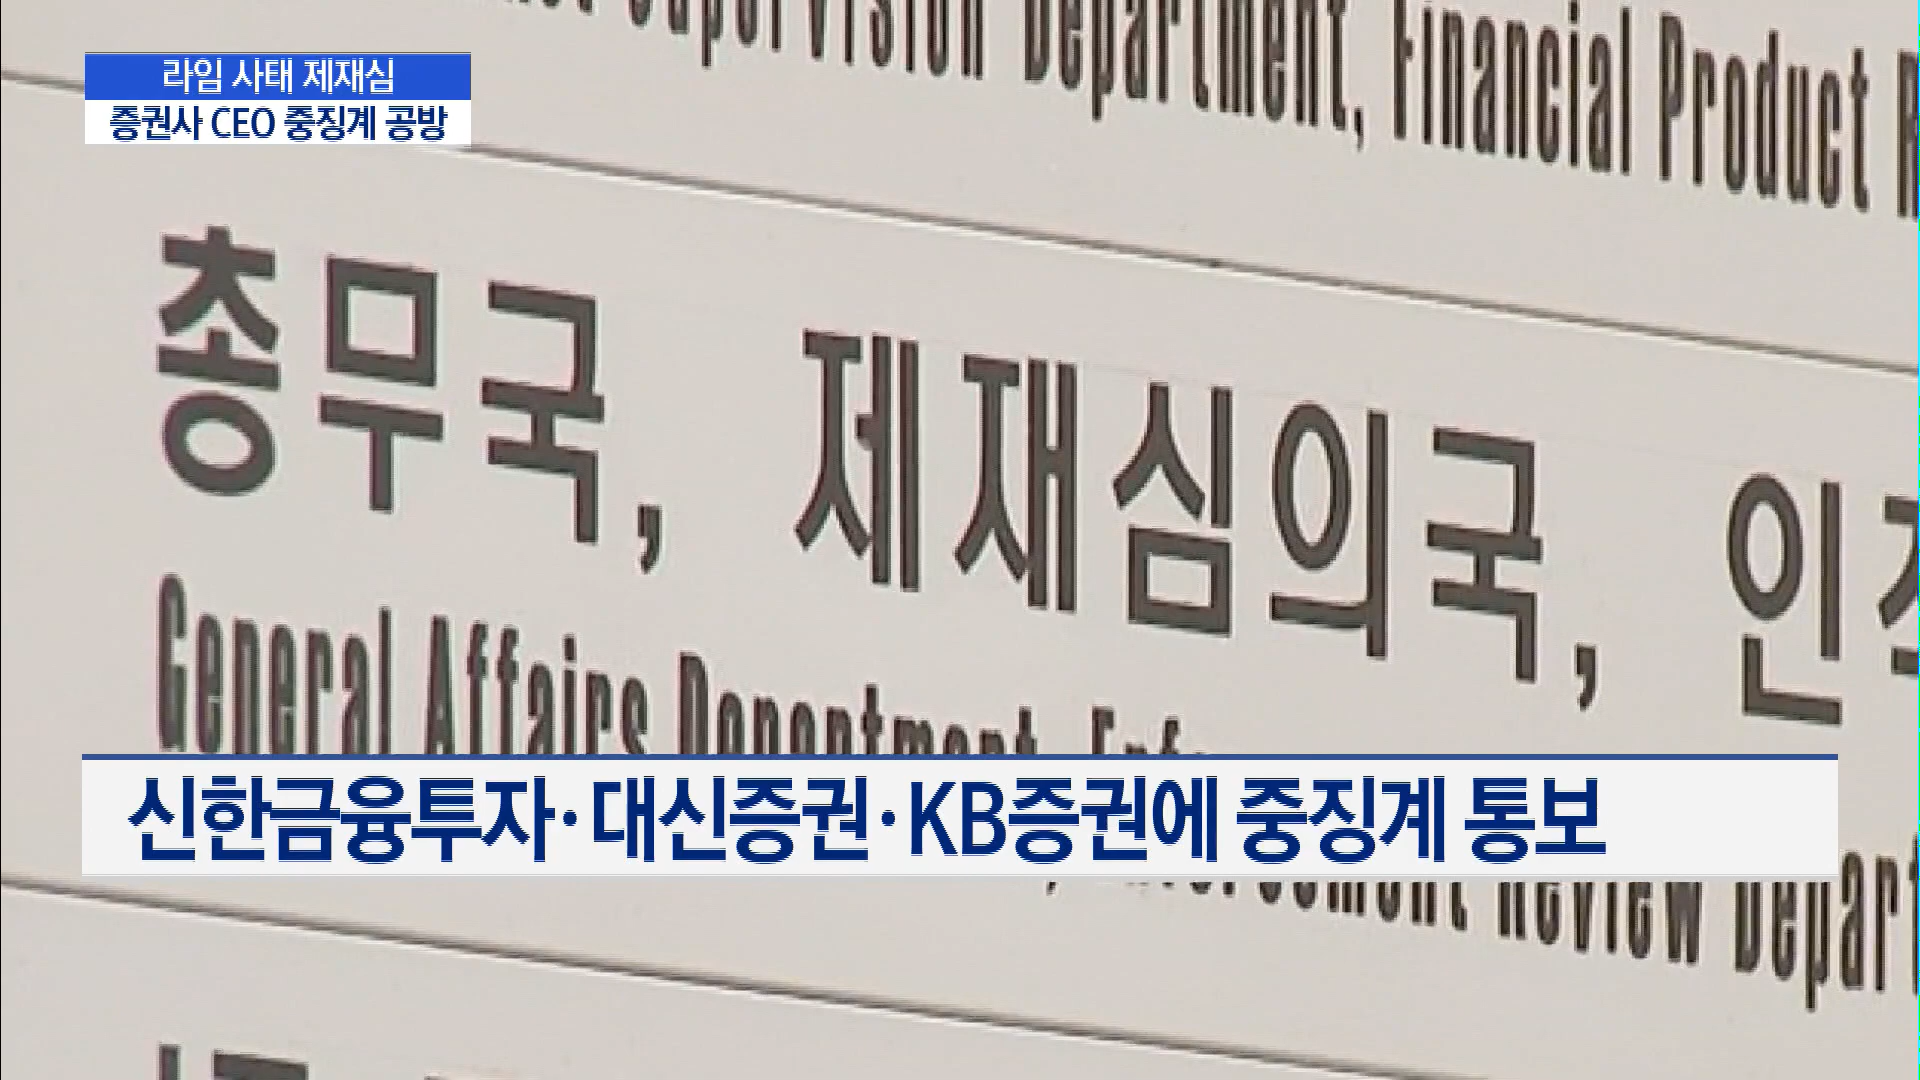 Supervision Department, Financial Product
라임 사태 제재심
증권사 CEO 중징계 공방
총무국, 제재심의국,
General Affairs Department,
신한금융투자·대신증권·KB증권에 중징계 통보
Enforcement Review